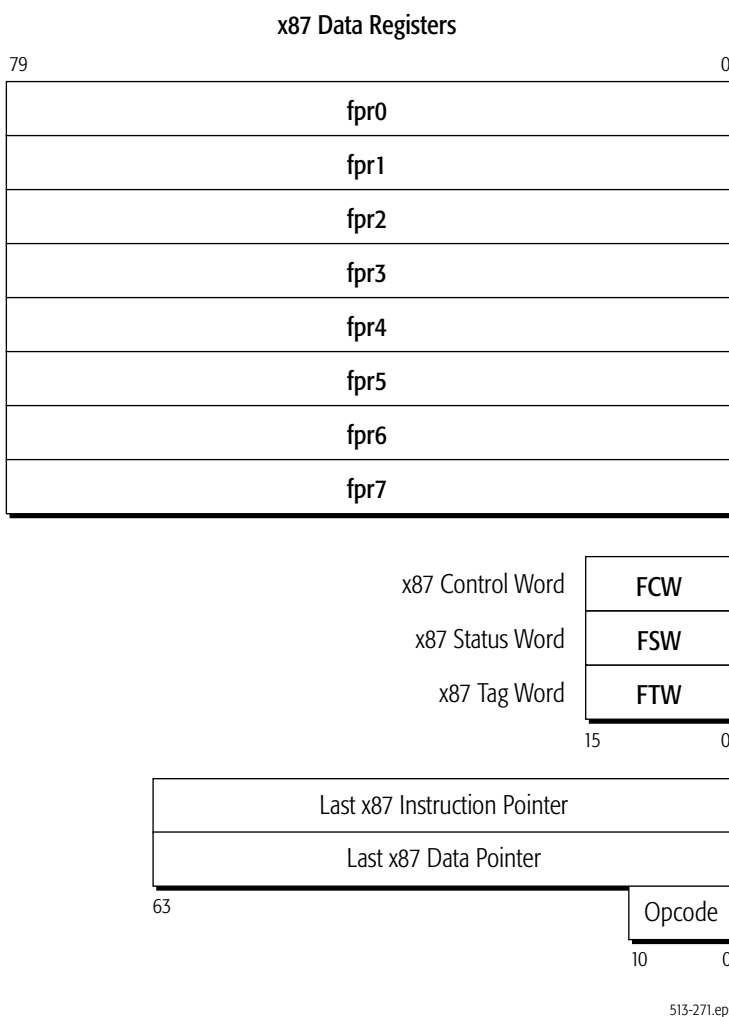 x87 Data Registers
79 0
fpr0
fpr1
fpr2
fpr3
fpr4
fpr5
fpr6
fpr7
x87 Control Word FCW
x87 Status Word FSW
x87 Tag Word FTW
15 0
Last x87 Instruction Pointer
Last x87 Data Pointer
63 Opcode
10 0
513-271.ep